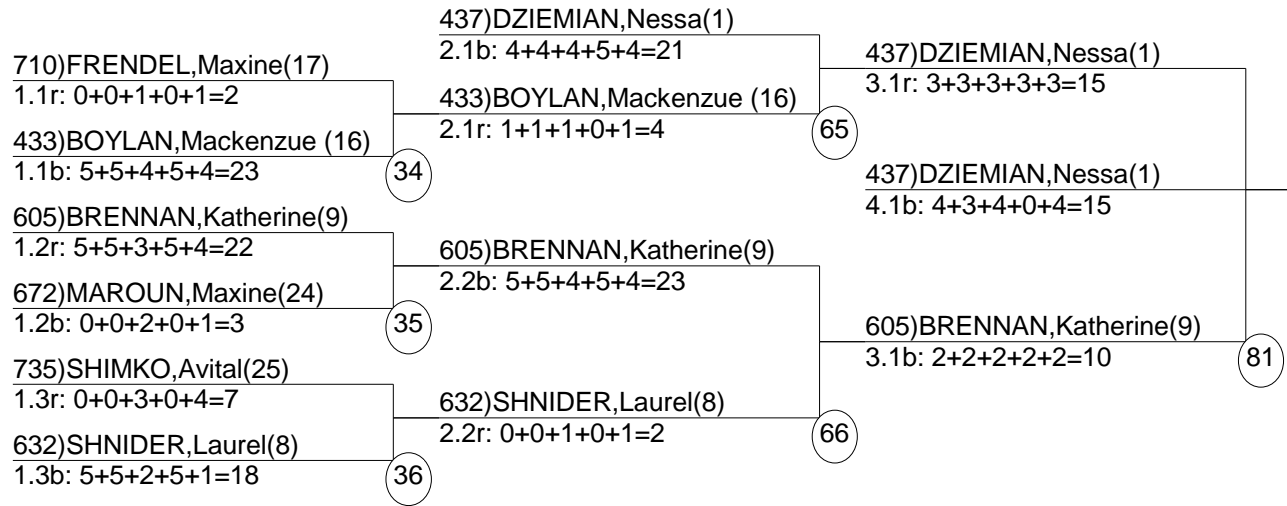 710)FRENDEL,Maxine(17)
1.1r: 0+0+1+0+1=2
433)BOYLAN,Mackenzue (16)
1.1b: 5+5+4+5+4=23
34
605)BRENNAN,Katherine(9)
1.2r: 5+5+3+5+4=22
672)MAROUN,Maxine(24)
1.2b: 0+0+2+0+1=3
35
735)SHIMKO,Avital(25)
1.3r: 0+0+3+0+4=7
632)SHNIDER,Laurel(8)
1.3b: 5+5+2+5+1=18
36
437)DZIEMIAN,Nessa(1)
2.1b: 4+4+4+5+4=21
433)BOYLAN,Mackenzue (16)
2.1r: 1+1+1+0+1=4
65
605)BRENNAN,Katherine(9)
2.2b: 5+5+4+5+4=23
632)SHNIDER,Laurel(8)
2.2r: 0+0+1+0+1=2
66
437)DZIEMIAN,Nessa(1)
3.1r: 3+3+3+3+3=15
437)DZIEMIAN,Nessa(1)
4.1b: 4+3+4+0+4=15
605)BRENNAN,Katherine(9)
3.1b: 2+2+2+2+2=10
81